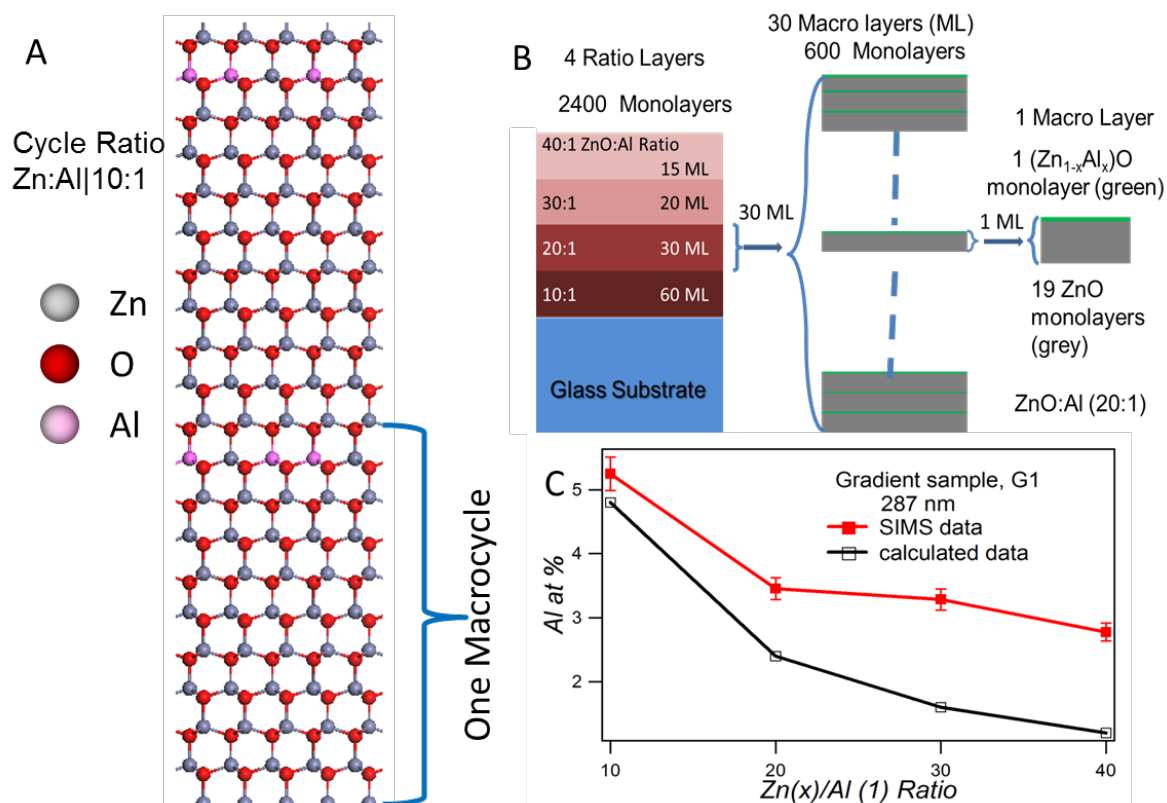 A
Cycle Ratio
Zn:Al|10:1
Zn
O
Al
One Macrocycle
B
4 Ratio Layers
2400 Monolayers
40:1 ZnO:Al Ratio
15 ML
30:1 20 ML
20:1 30 ML
10:1 60 ML
Glass Substrate
30 ML
30 Macro layers (ML)
600 Monolayers
1 ML
1 Macro Layer
1 (Zn1-xAlx)O
monolayer (green)
19 ZnO
monolayers
(grey)
ZnO:Al (20:1)
C
Gradient sample, G1
287 nm
SIMS data
calculated data
Al at %
5
4
3
2
10 20 30 40
Zn(x)/Al (1) Ratio